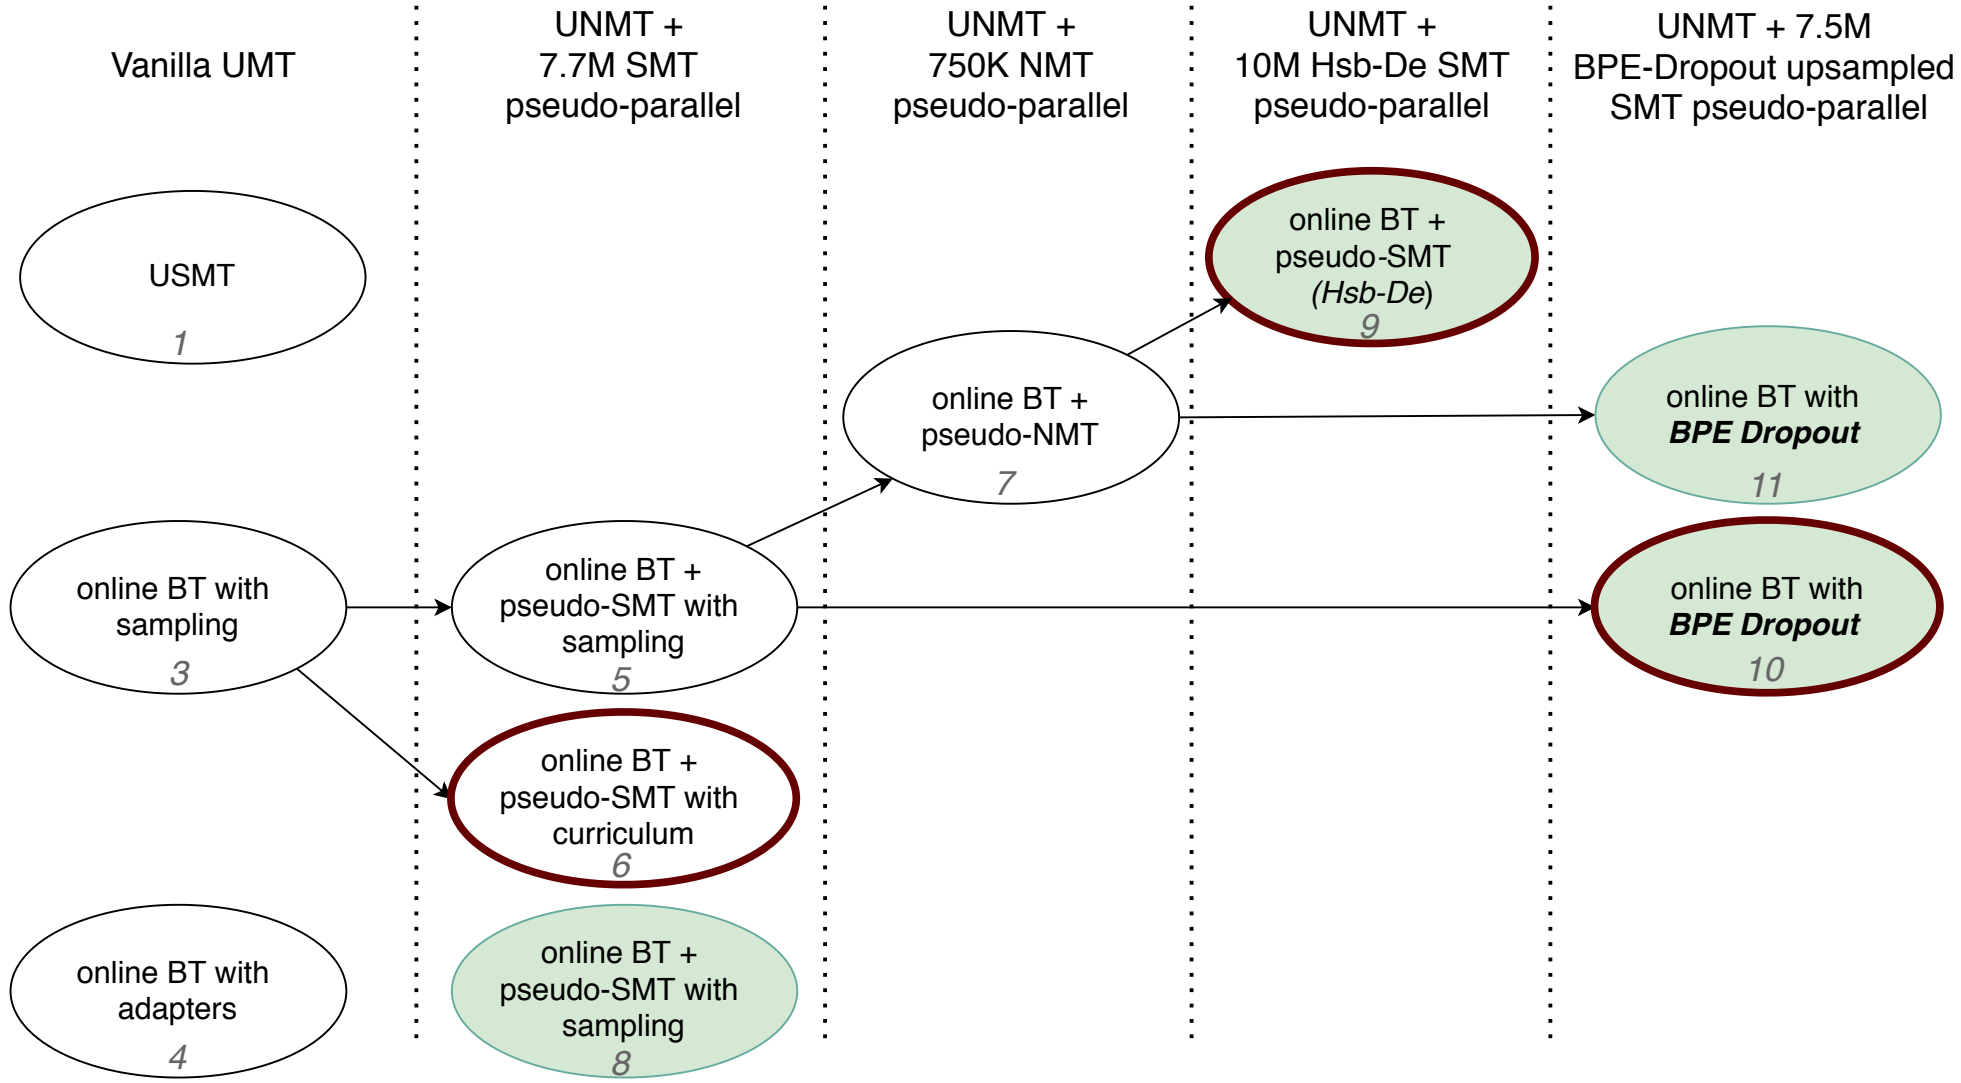 Vanilla UMT
UNMT +
7.7M SMT
pseudo-parallel
UNMT +
750K NMT
pseudo-parallel
UNMT +
10M Hsb-De SMT
pseudo-parallel
UNMT + 7.5M
BPE-Dropout upsampled
SMT pseudo-parallel
USMT
1
online BT with
sampling
3
online BT with
adapters
4
online BT +
pseudo-SMT with
sampling
5
online BT +
pseudo-SMT with
curriculum
6
online BT +
pseudo-SMT with
sampling
8
online BT +
pseudo-NMT
7
online BT +
pseudo-SMT
(Hsb-De)
9
online BT with
BPE Dropout
11
online BT with
BPE Dropout
10